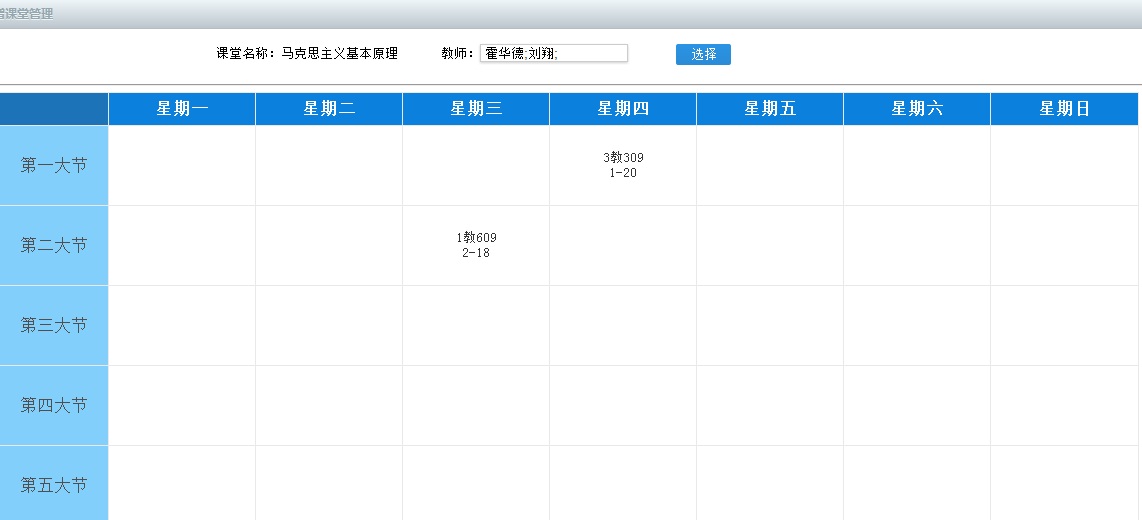 课堂管理
课堂名称：马克思主义基本原理 教师： 霍华德;刘翔; 选择
星期一 星期二 星期三 星期四 星期五 星期六 星期日
第一大节
3教309
1-20
第二大节
1教609
2-18
第三大节
第四大节
第五大节